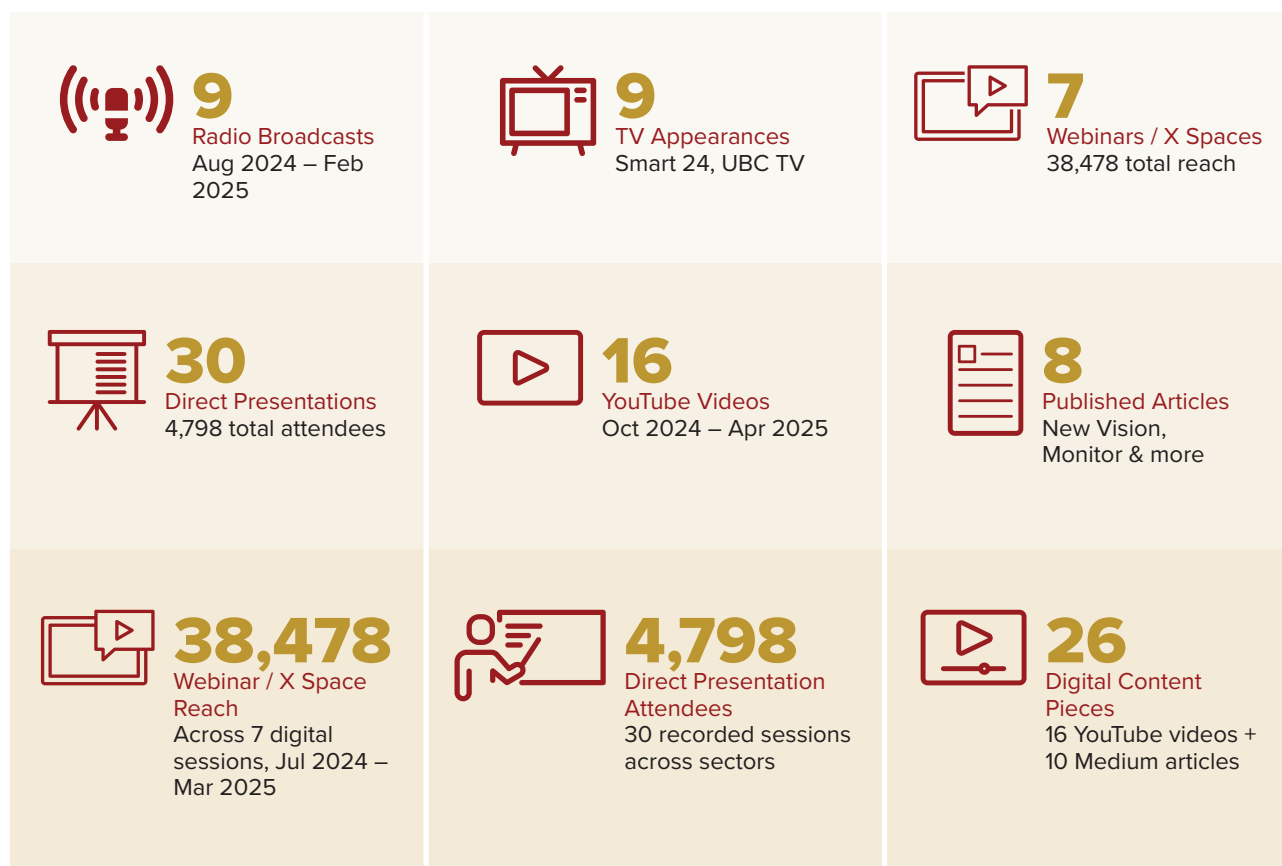 9
Radio Broadcasts
Aug 2024 – Feb
2025
9
TV Appearances
Smart 24, UBC TV
7
Webinars / X Spaces
38,478 total reach
30
Direct Presentations
4,798 total attendees
16
YouTube Videos
Oct 2024 – Apr 2025
8
Published Articles
New Vision,
Monitor & more
38,478
Webinar / X Space
Reach
Across 7 digital
sessions, Jul 2024 –
Mar 2025
4,798
Direct Presentation
Attendees
30 recorded sessions
across sectors
26
Digital Content
Pieces
16 YouTube videos +
10 Medium articles